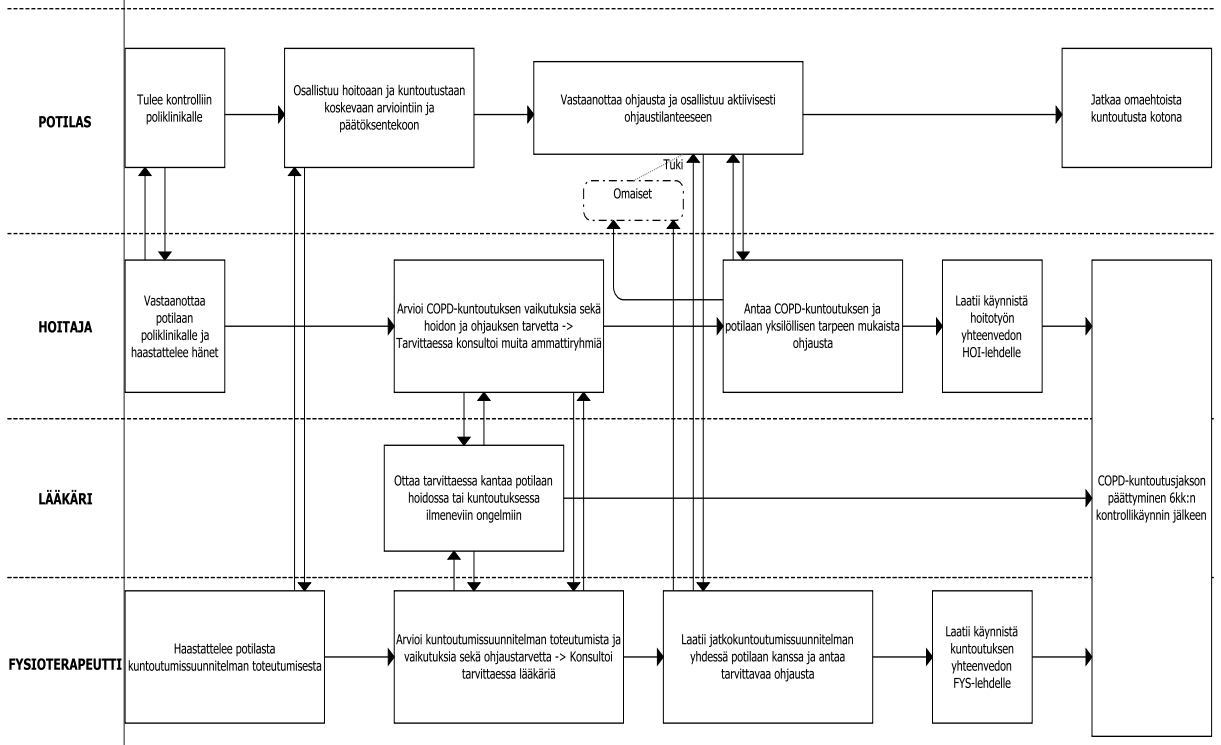 POTILAS
Tulee kontrolliin
poliklinikalle
Osallistuu hoitoaan ja kuntoutustaan
koskevaan arviointiin ja
päätöksentekoon
Vastaanottaa ohjausta ja osallistuu aktiivisesti
ohjaustilanteeseen
Jatkaa omaehtoista
kuntoutusta kotona
Tuki
Omaiset
HOITAJA
Vastaanottaa
potilaan
poliklinikalle ja
haastattelee hänet
Arvioi COPD-kuntoutuksen vaikutuksia sekä
hoidon ja ohjauksen tarvetta ->
Tarvittaessa konsultoi muita ammattiryhmiä
Antaa COPD-kuntoutuksen ja
potilaan yksilöllisen tarpeen mukaista
ohjausta
Laatii käynnistä
hoitotyön
yhteenvedon
HOI-lehdelle
LÄÄKÄRI
Ottaa tarvittaessa kantaa potilaan
hoidossa tai kuntoutuksessa
ilmeneviin ongelmiin
COPD-kuntoutusjakson
päättyminen 6kk:n
kontrollikäynnin jälkeen
FYSIOTERAPEUTTI
Haastattelee potilasta
kuntoutumissuunnitelman toteutumisesta
Arvioi kuntoutumissuunnitelman toteutumista ja
vaikutuksia sekä ohjaustarvetta -> Konsultoi
tarvittaessa lääkäriä
Laatii jatkokuntoutumissuunnitelman
yhdessä potilaan kanssa ja antaa
tarvittavaa ohjausta
Laatii käynnistä
kuntoutuksen
yhteenvedon
FYS-lehdelle